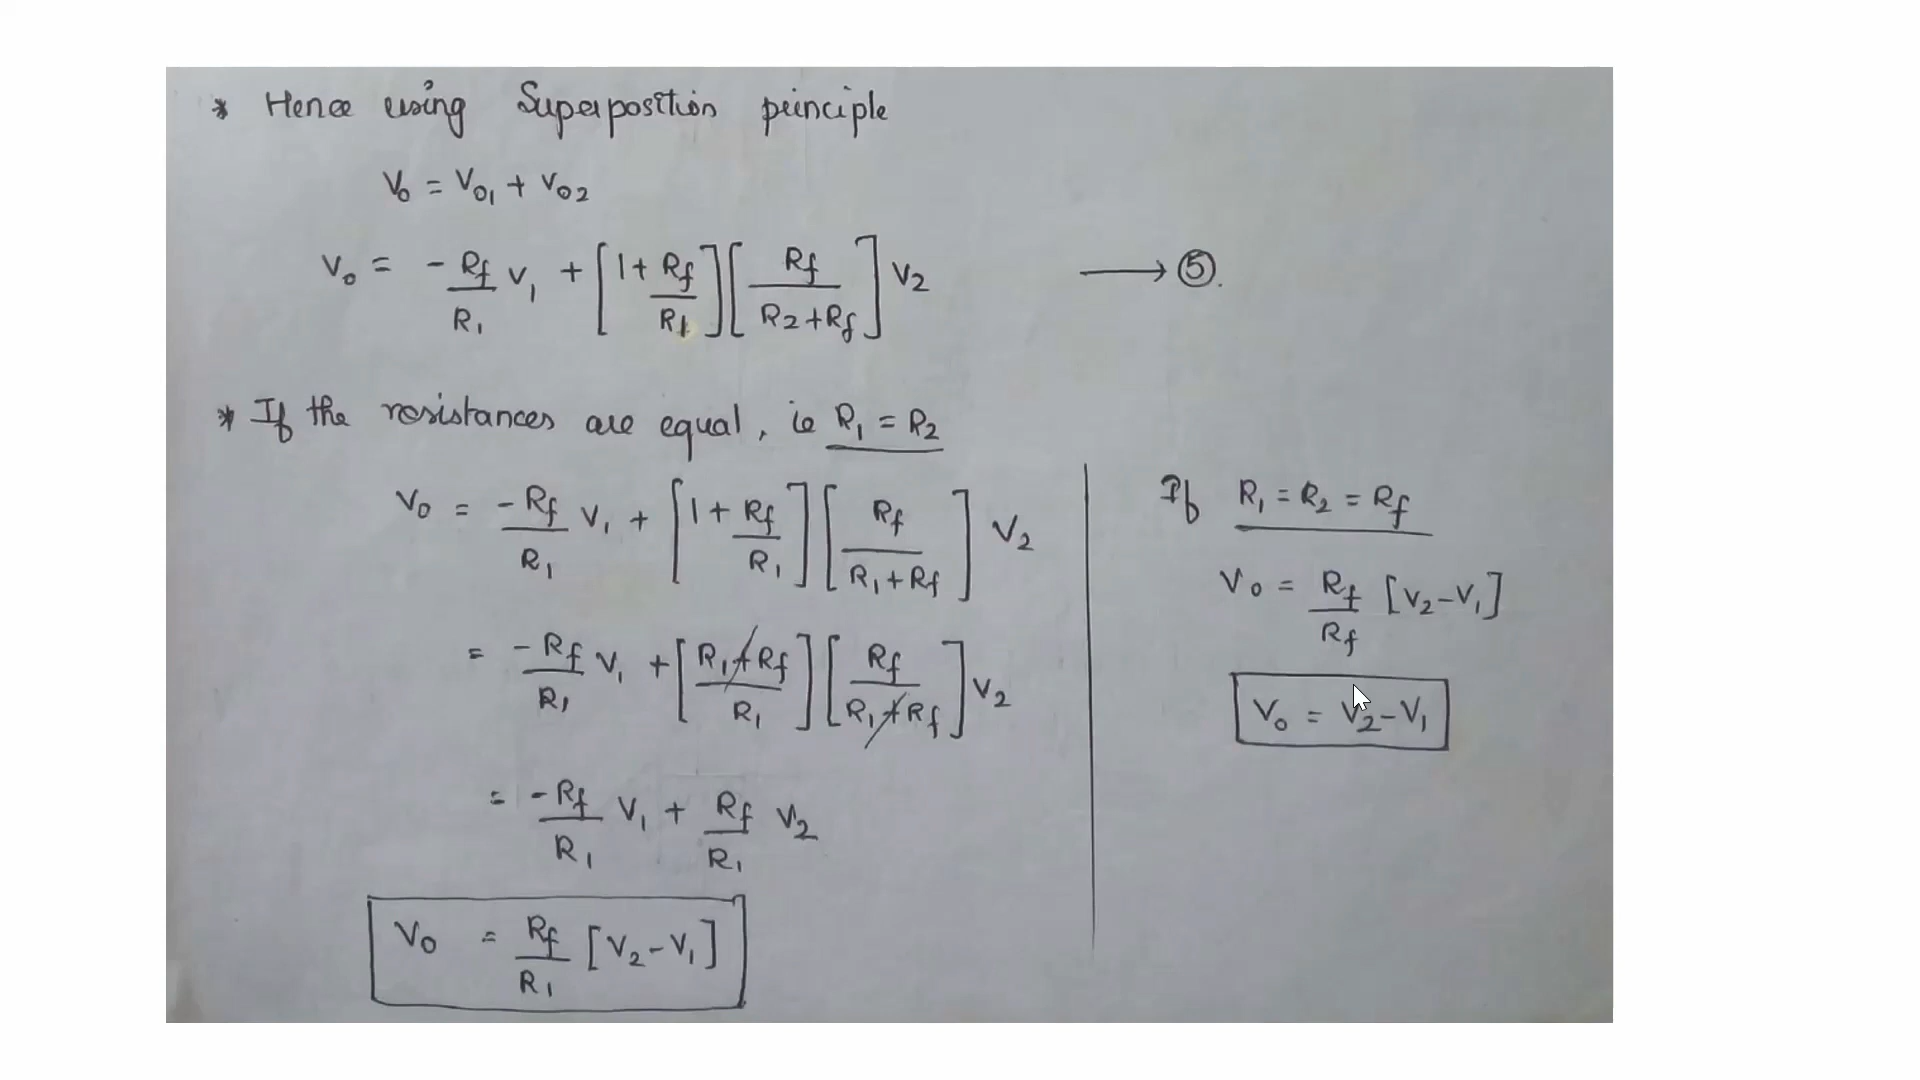 * Hence using Superposition principle
V₀ = V₀₁ + V₀₂
V₀ = -Rf/R₁ V₁ + [1 + Rf/R₁] [Rf/(R₂+Rf)] V₂ → ⑤.
* If the resistances are equal, ie R₁ = R₂
V₀ = -Rf/R₁ V₁ + [1 + Rf/R₁] [Rf/(R₁+Rf)] V₂
= -Rf/R₁ V₁ + [(R₁+Rf)/R₁] [Rf/(R₁+Rf)] V₂
= -Rf/R₁ V₁ + Rf/R₁ V₂
V₀ = Rf/R₁ [V₂-V₁]
If R₁ = R₂ = Rf
V₀ = Rf/Rf [V₂-V₁]
V₀ = V₂-V₁